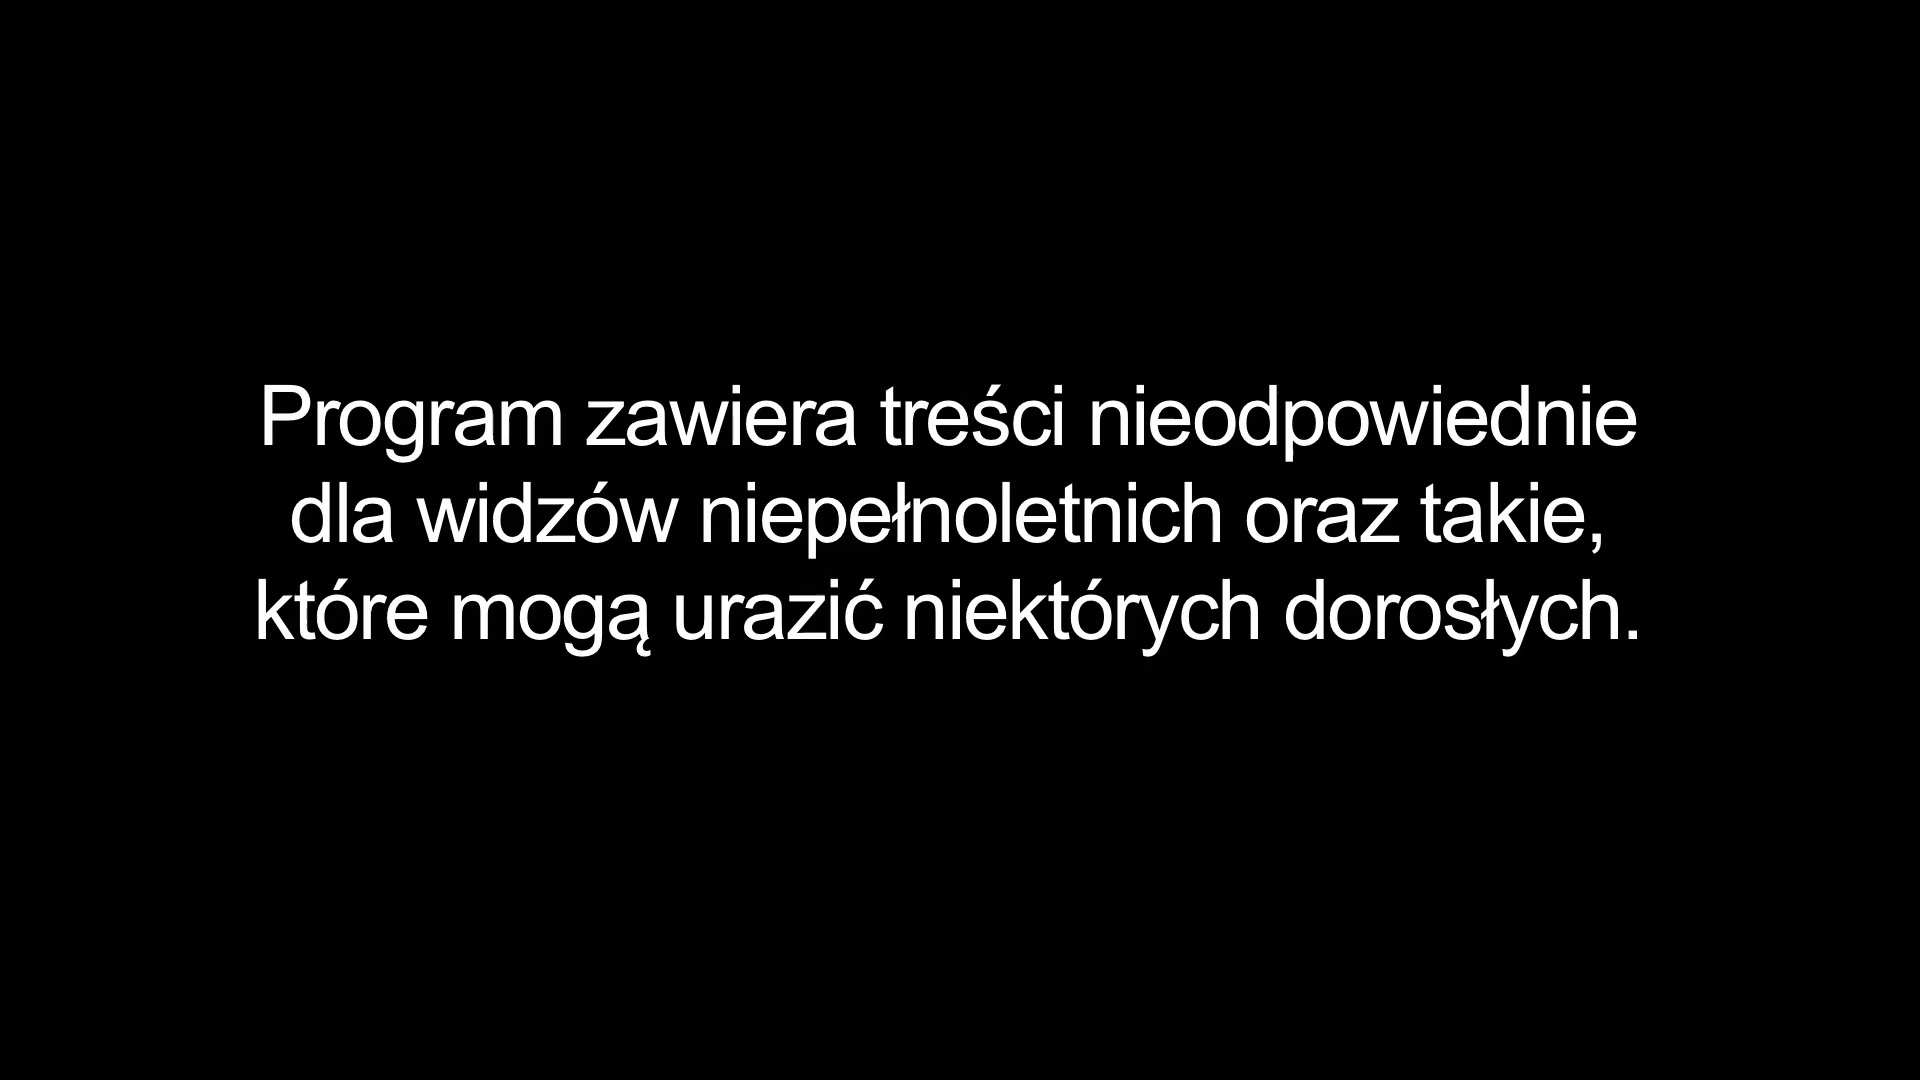 Program zawiera treści nieodpowiednie
dla widzów niepełnoletnich oraz takie,
które mogą urazić niektórych dorosłych.